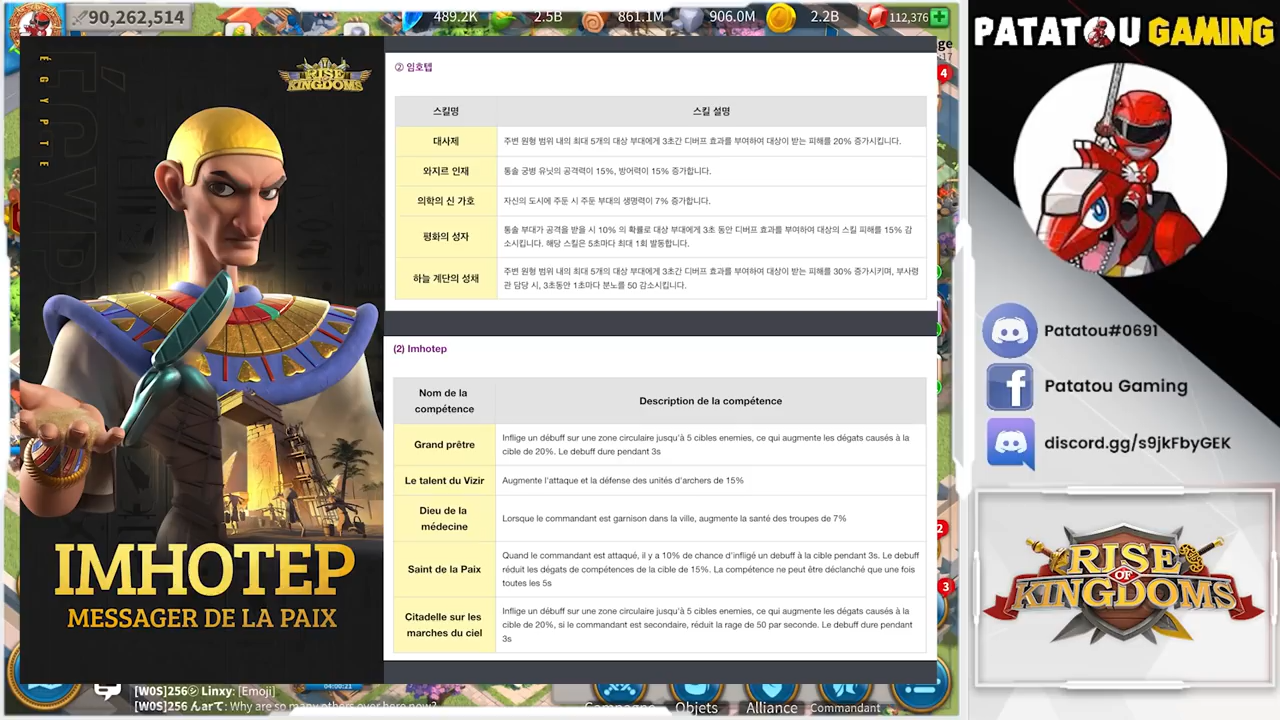 90,262,514
489.2K
2.5B
861.1M
906.0M
2.2B
112,376
PATATOU GAMING
ÉGYPTE
RISE OF KINGDOMS
② 임호텝
스킬명
스킬 설명
대사제
주변 원형 범위 내의 최대 5개의 대상 부대에게 3초간 디버프 효과를 부여하여 대상이 받는 피해를 20% 증가시킵니다.
와지르 인재
통솔 궁병 유닛의 공격력이 15%, 방어력이 15% 증가합니다.
의학의 신 가호
자신의 도시에 주둔 시 주둔 부대의 생명력이 7% 증가합니다.
평화의 성자
통솔 부대가 공격을 받을 시 10% 의 확률로 대상 부대에게 3초 동안 디버프 효과를 부여하여 대상의 스킬 피해를 15% 감
소시킵니다. 해당 스킬은 5초마다 최대 1회 발동합니다.
하늘 계단의 성채
주변 원형 범위 내의 최대 5개의 대상 부대에게 3초간 디버프 효과를 부여하여 대상이 받는 피해를 30% 증가시키며, 부사령
관 담당 시, 3초동안 1초마다 분노를 50 감소시킵니다.
(2) Imhotep
Nom de la
compétence
Description de la compétence
Grand prêtre
Inflige un débuff sur une zone circulaire jusqu'à 5 cibles enemies, ce qui augmente les dégats causés à la
cible de 20%. Le debuff dure pendant 3s
Le talent du Vizir
Augmente l'attaque et la défense des unités d'archers de 15%
Dieu de la
médecine
Lorsque le commandant est garnison dans la ville, augmente la santé des troupes de 7%
Saint de la Paix
Quand le commandant est attaqué, il y a 10% de chance d'infligé un debuff à la cible pendant 3s. Le debuff
réduit les dégats de compétences de la cible de 15%. La compétence ne peut être déclanché que une fois
toutes les 5s
Citadelle sur les
marches du ciel
Inflige un débuff sur une zone circulaire jusqu'à 5 cibles enemies, ce qui augmente les dégats causés à la
cible de 20%, si le commandant est secondaire, réduit la rage de 50 par seconde. Le debuff dure pendant
3s
IMHOTEP
MESSAGER DE LA PAIX
Patatou#0691
Patatou Gaming
discord.gg/s9jkFbyGEK
RISE OF KINGDOMS
4
2
3
[W0S]256㋛ Linxy: [Emoji]
[W0S]256 んarて: Why are so many others over here now?
Campagne
Objets
Alliance
Commandant